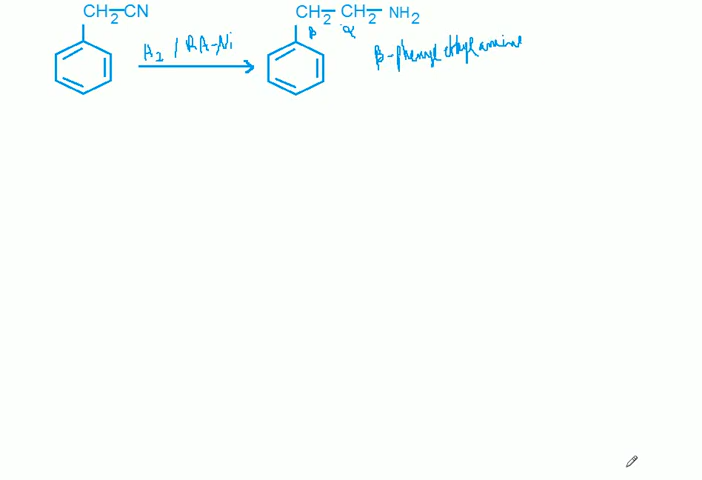 CH₂—CN
H₂ / RA-Ni
CH₂— CH₂— NH₂
β α
β-phenyl ethylamine